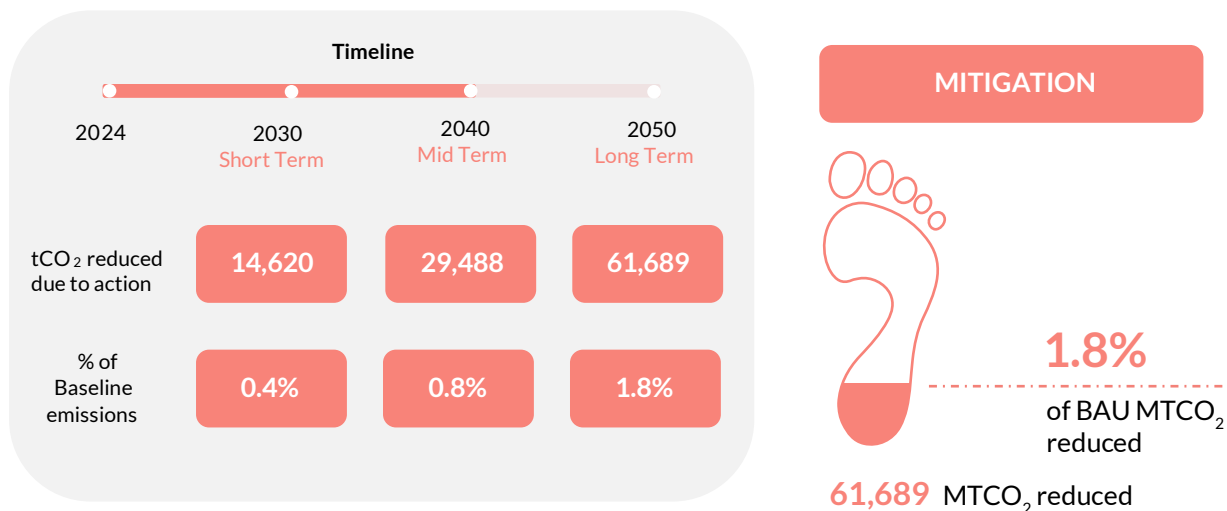 Timeline
2024
2030
Short Term
2040
Mid Term
2050
Long Term
tCO₂ reduced
due to action
14,620
29,488
61,689
% of
Baseline
emissions
0.4%
0.8%
1.8%
MITIGATION
1.8%
of BAU MTCO₂
reduced
61,689 MTCO₂ reduced